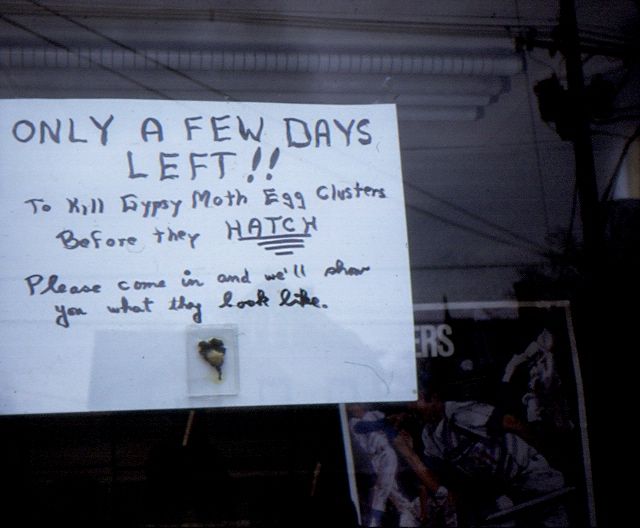 ONLY A FEW DAYS
LEFT!!
To Kill Gypsy Moth Egg Clusters
Before they HATCH
Please come in and we'll show
you what they look like.
ERS